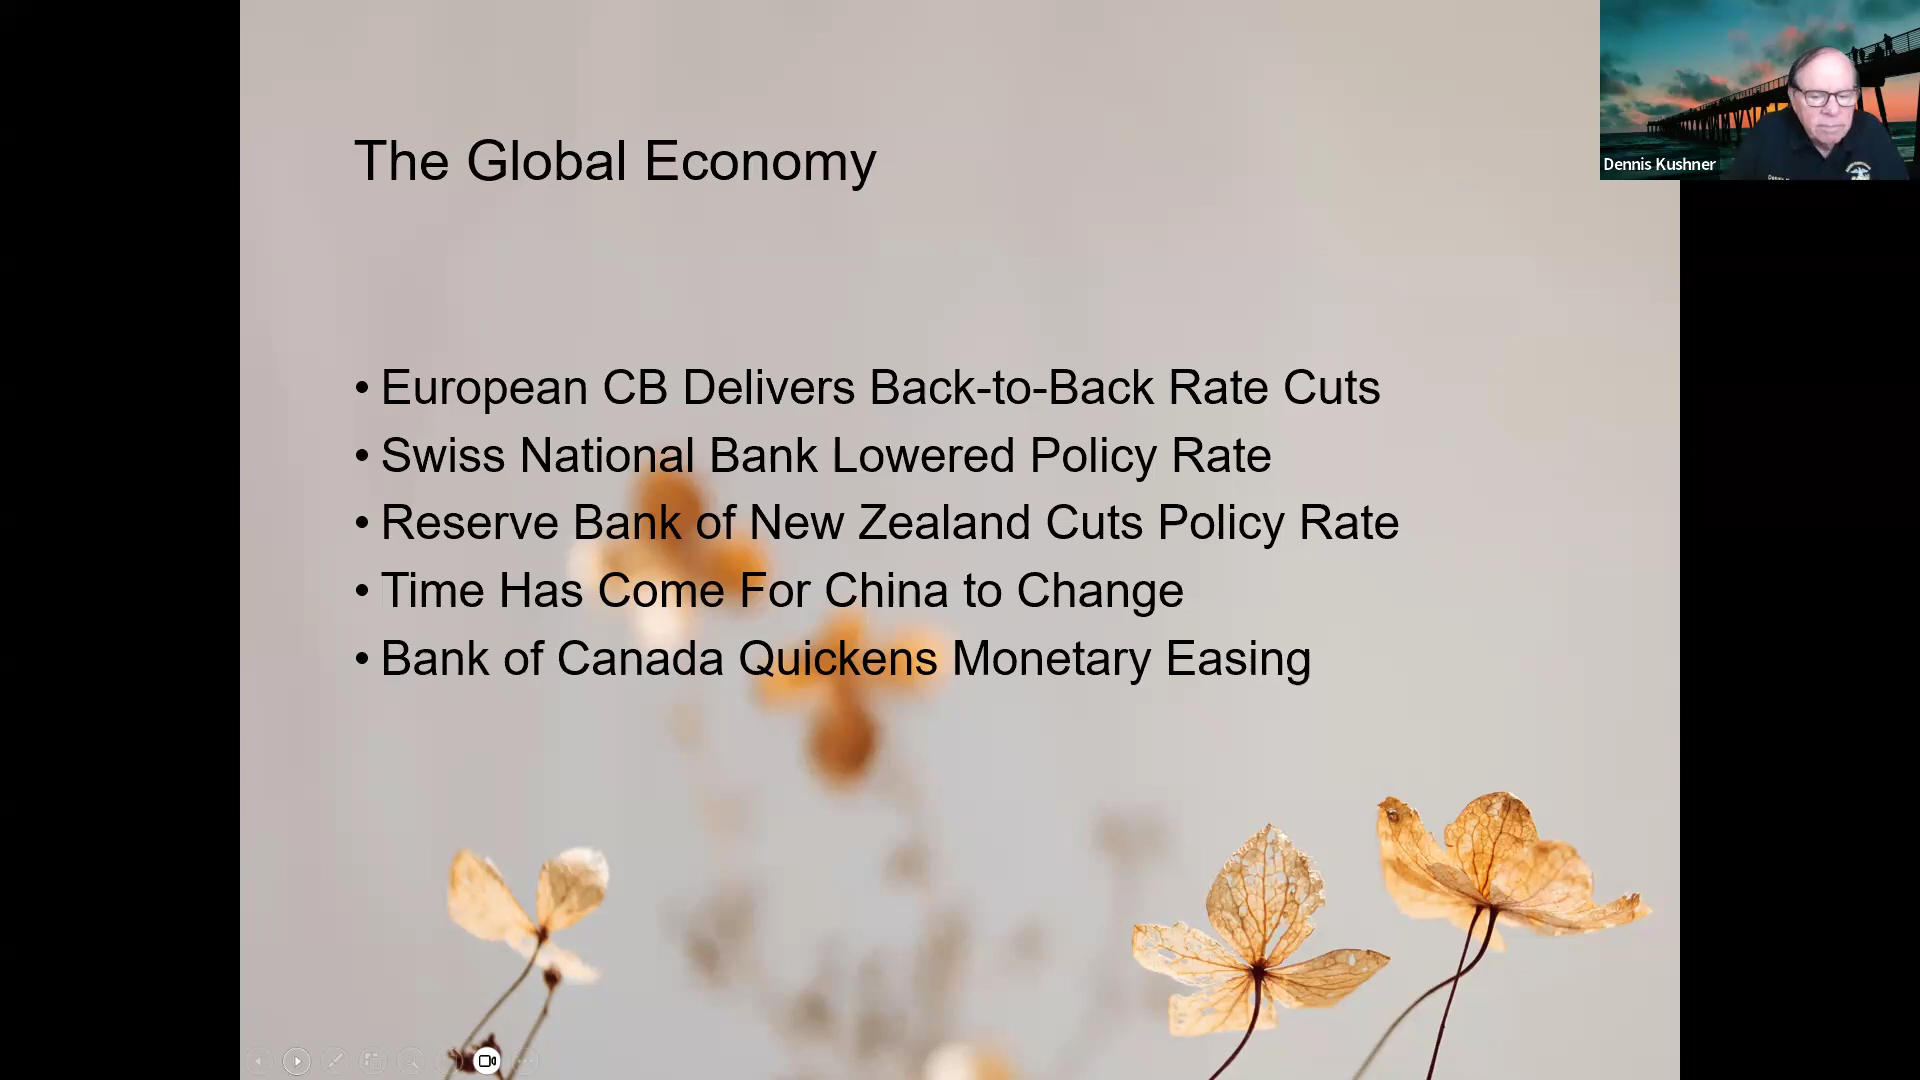 The Global Economy
• European CB Delivers Back-to-Back Rate Cuts
• Swiss National Bank Lowered Policy Rate
• Reserve Bank of New Zealand Cuts Policy Rate
• Time Has Come For China to Change
• Bank of Canada Quickens Monetary Easing
Dennis Kushner